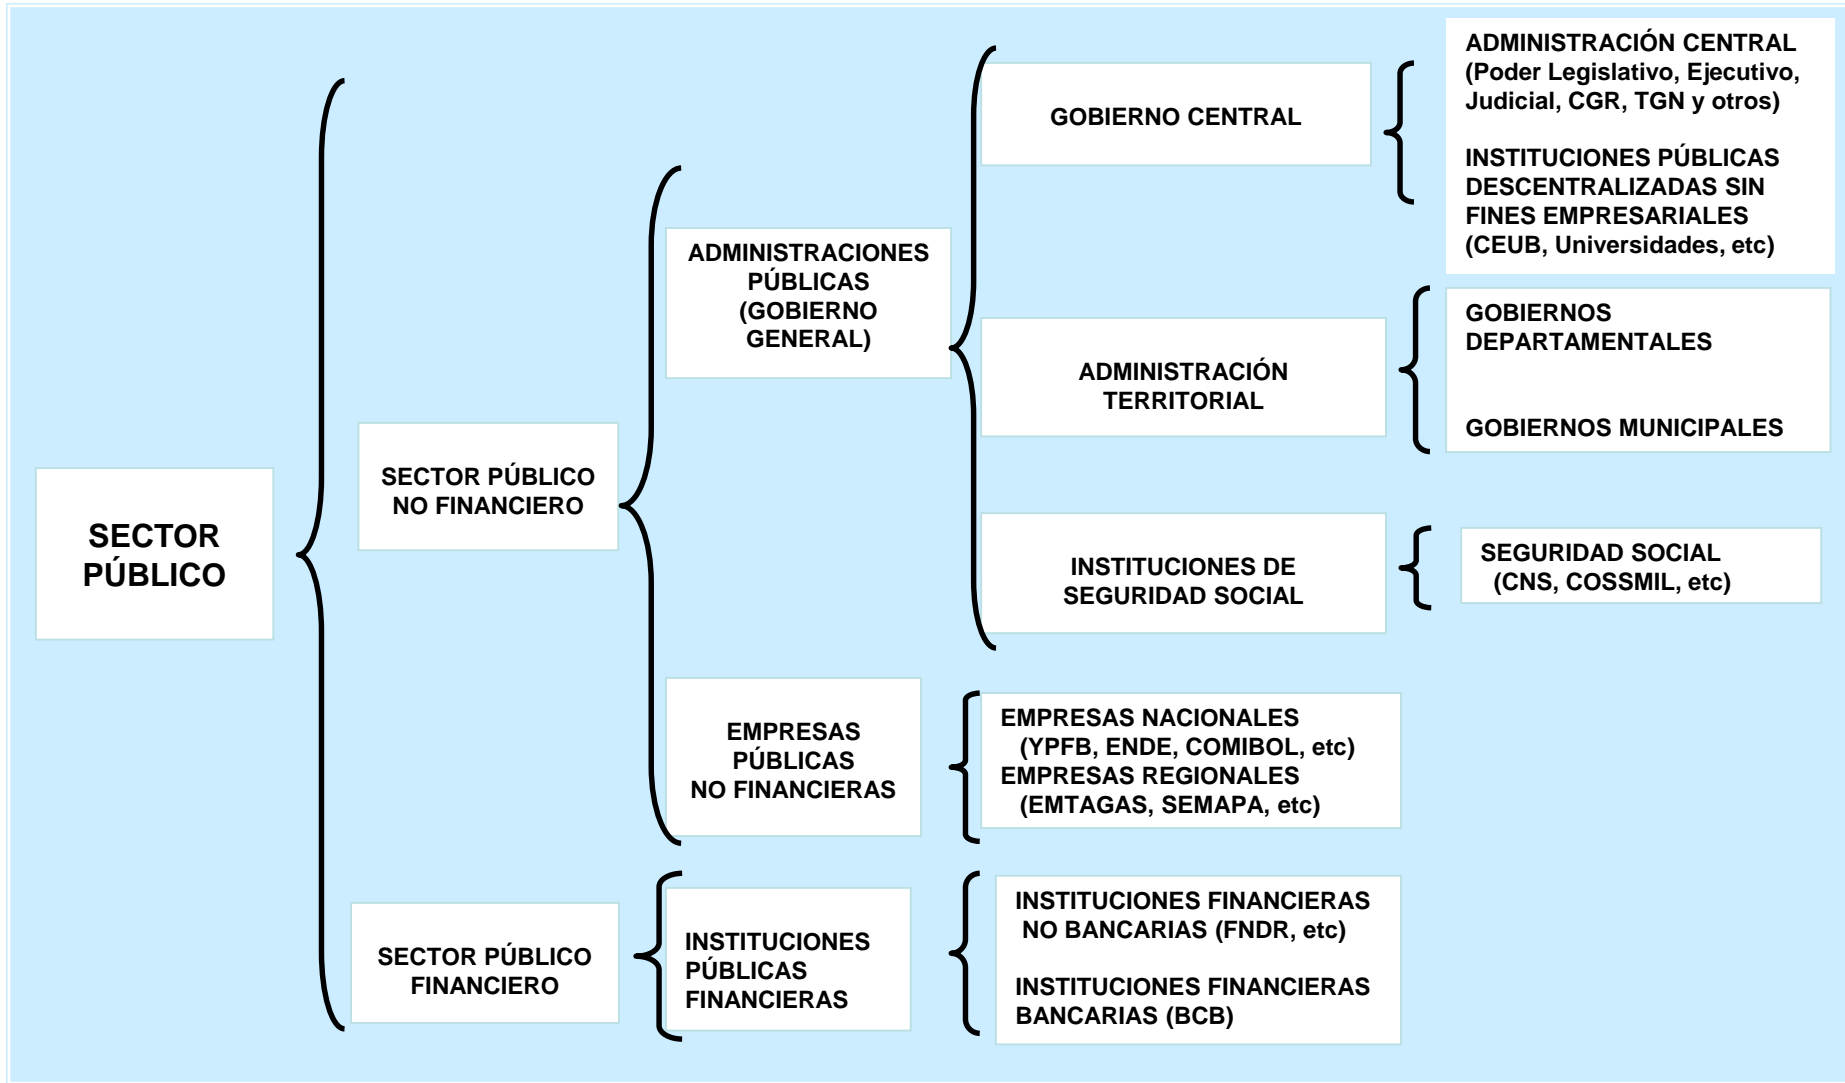 SECTOR
PÚBLICO
SECTOR PÚBLICO
NO FINANCIERO
ADMINISTRACIONES
PÚBLICAS
(GOBIERNO
GENERAL)
GOBIERNO CENTRAL
ADMINISTRACIÓN CENTRAL
(Poder Legislativo, Ejecutivo,
Judicial, CGR, TGN y otros)
INSTITUCIONES PÚBLICAS
DESCENTRALIZADAS SIN
FINES EMPRESARIALES
(CEUB, Universidades, etc)
ADMINISTRACIÓN
TERRITORIAL
GOBIERNOS
DEPARTAMENTALES
GOBIERNOS MUNICIPALES
INSTITUCIONES DE
SEGURIDAD SOCIAL
SEGURIDAD SOCIAL
(CNS, COSSMIL, etc)
EMPRESAS
PÚBLICAS
NO FINANCIERAS
EMPRESAS NACIONALES
(YPFB, ENDE, COMIBOL, etc)
EMPRESAS REGIONALES
(EMTAGAS, SEMAPA, etc)
SECTOR PÚBLICO
FINANCIERO
INSTITUCIONES
PÚBLICAS
FINANCIERAS
INSTITUCIONES FINANCIERAS
NO BANCARIAS (FNDR, etc)
INSTITUCIONES FINANCIERAS
BANCARIAS (BCB)